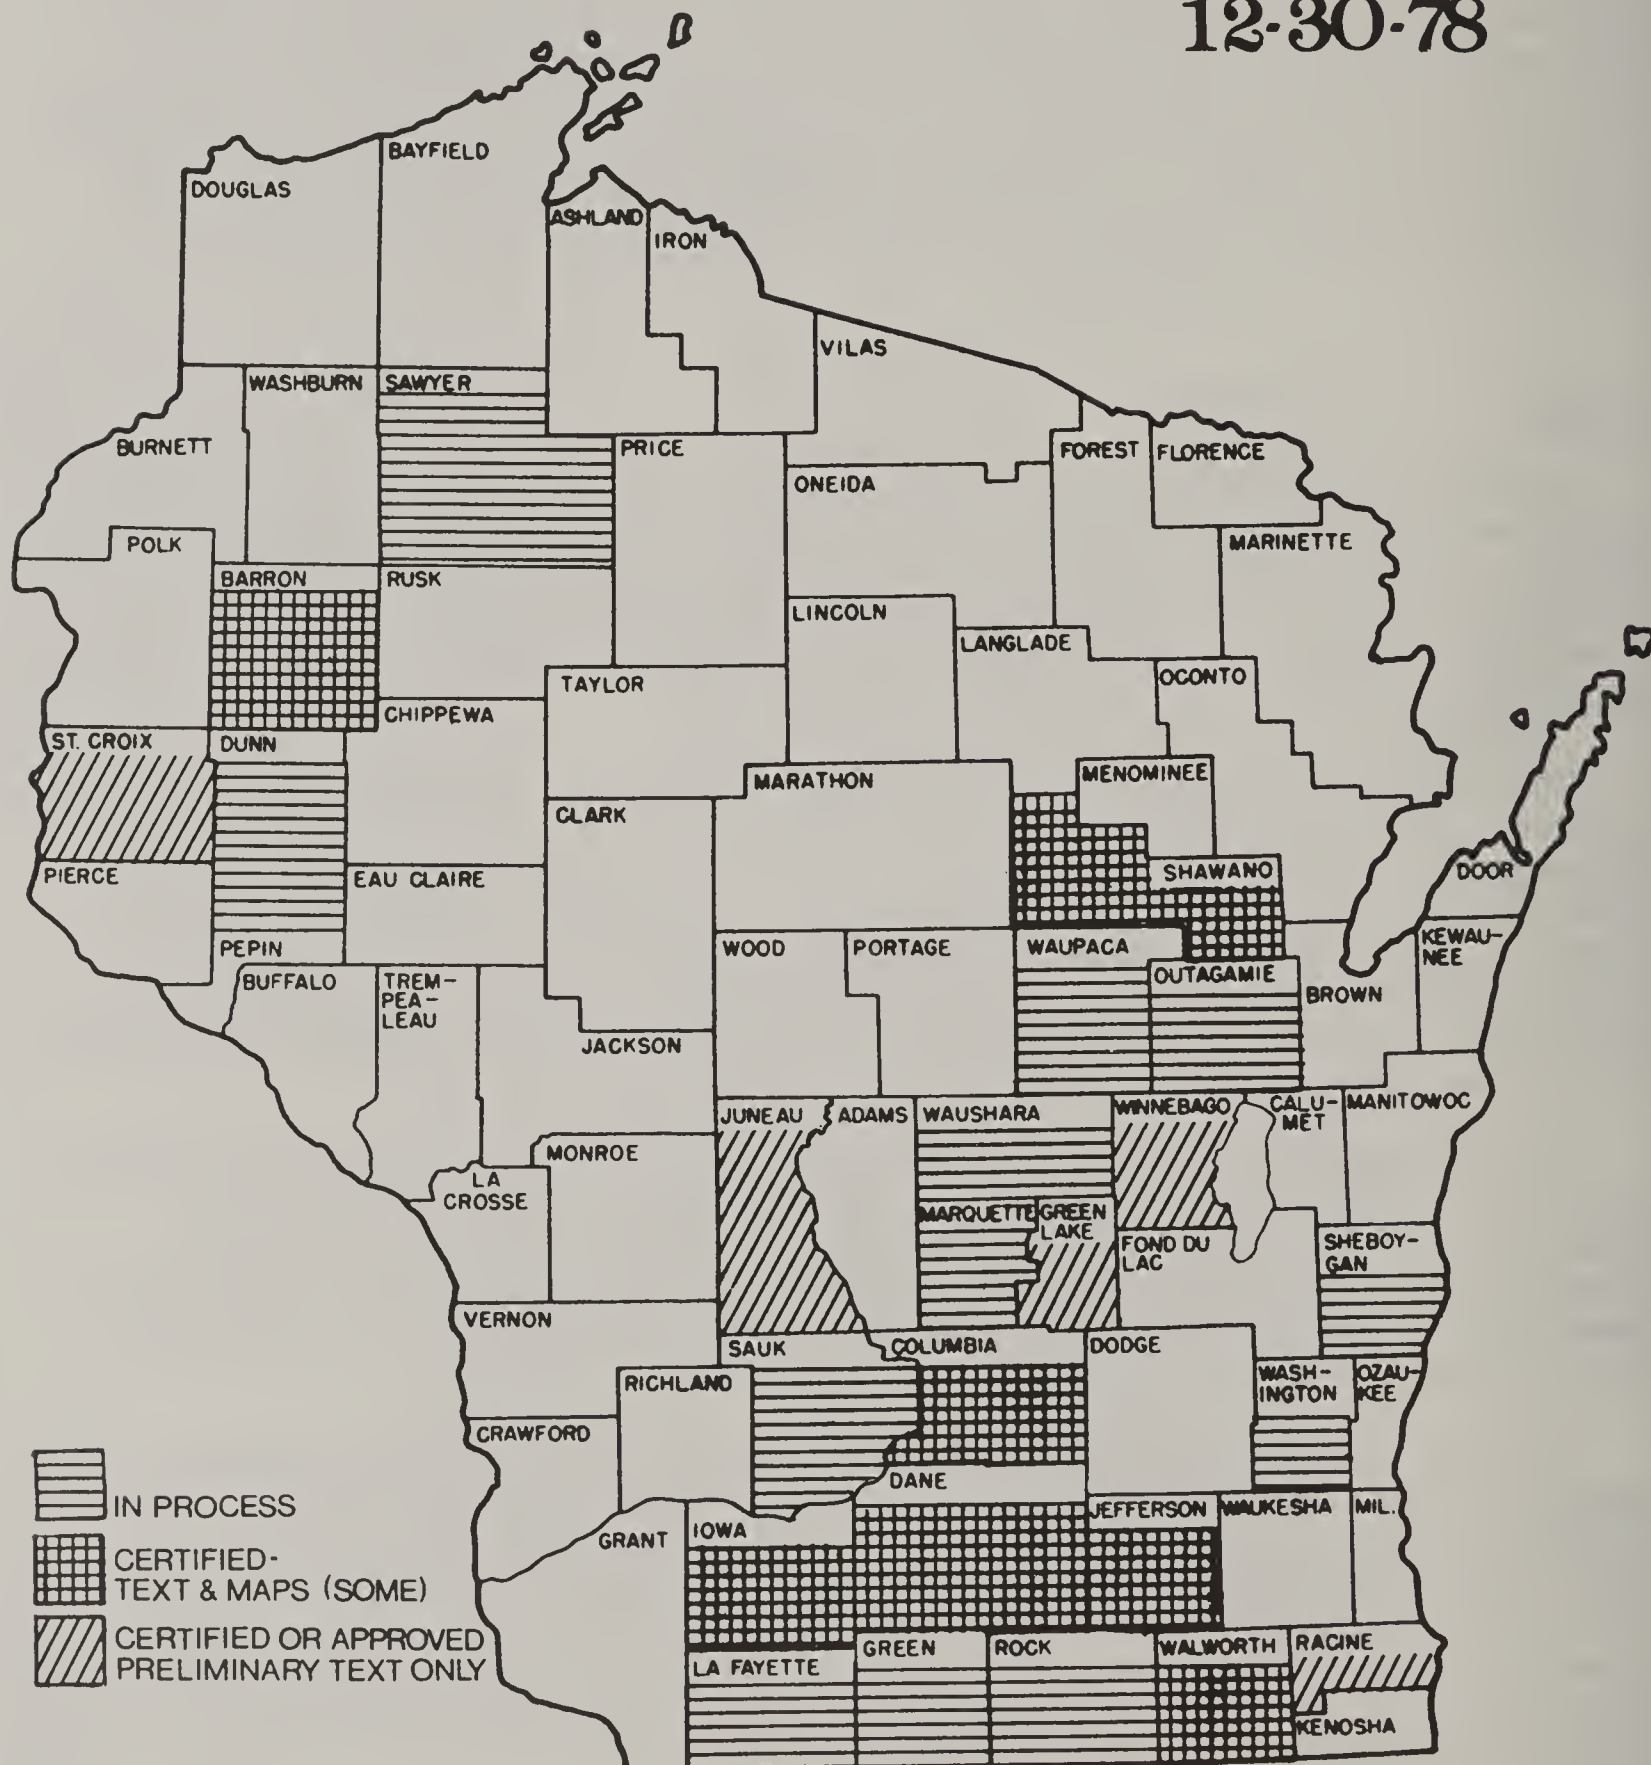 12-30-78
BAYFIELD
DOUGLAS
ASHLAND
IRON
VILAS
WASHBURN
SAWYER
BURNETT
PRICE
FOREST
FLORENCE
ONEIDA
POLK
MARINETTE
BARRON
RUSK
LINCOLN
LANGLADE
OCONTO
TAYLOR
CHIPPEWA
ST. CROIX
DUNN
MENOMINEE
MARATHON
CLARK
SHAWANO
DOOR
PIERCE
EAU CLAIRE
PEPIN
WOOD
PORTAGE
WAUPACA
KEWAU-
NEE
BUFFALO
TREM-
PEA-
LEAU
OUTAGAMIE
BROWN
JACKSON
JUNEAU
ADAMS
WAUSHARA
WINNEBAGO
CALU-
MET
MANITOWOC
MONROE
LA
CROSSE
MARQUETTE
GREEN
LAKE
FOND DU
LAC
SHEBOY-
GAN
VERNON
SAUK
COLUMBIA
DODGE
RICHLAND
WASH-
INGTON
OZAU-
KEE
CRAWFORD
DANE
IN PROCESS
GRANT
IOWA
JEFFERSON
WAUKESHA
MIL.
CERTIFIED-
TEXT & MAPS (SOME)
CERTIFIED OR APPROVED
PRELIMINARY TEXT ONLY
LA FAYETTE
GREEN
ROCK
WALWORTH
RACINE
KENOSHA